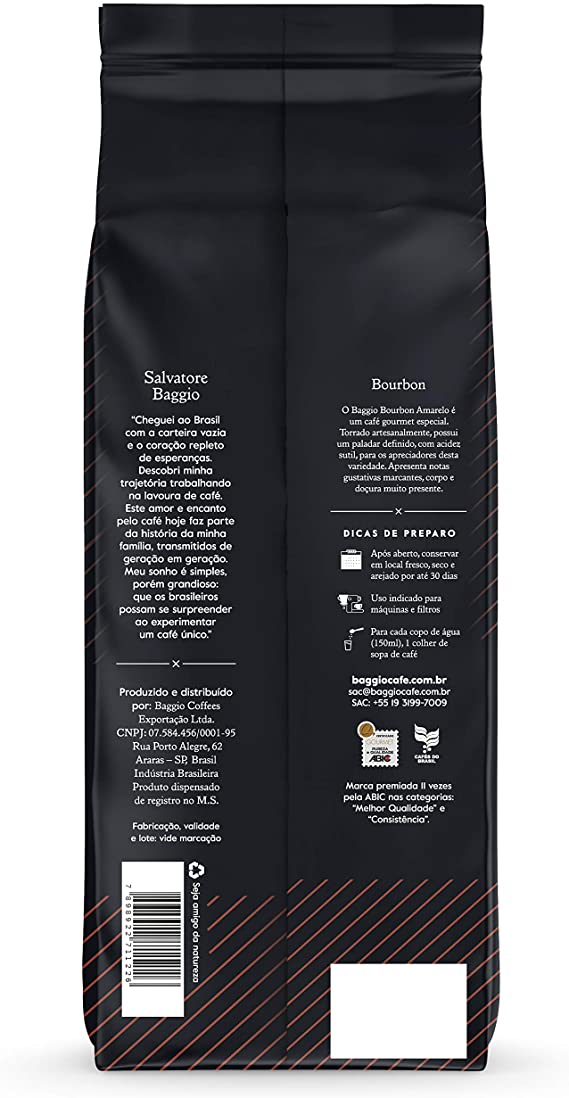 Salvatore
Baggio
“Cheguei ao Brasil
com a carteira vazia
e o coração repleto
de esperanças.
Descobri minha
trajetória trabalhando
na lavoura de café.
Este amor e encanto
pelo café hoje faz parte
da história da minha
família, transmitidos de
geração em geração.
Meu sonho é simples,
porém grandioso:
que os brasileiros
possam se surpreender
ao experimentar
um café único.”
Produzido e distribuído
por: Baggio Coffees
Exportação Ltda.
CNPJ: 07.584.456/0001-95
Rua Porto Alegre, 62
Araras – SP, Brasil
Indústria Brasileira
Produto dispensado
de registro no M.S.
Fabricação, validade
e lote: vide marcação
7 898922 711226
Seja amigo da natureza
Bourbon
O Baggio Bourbon Amarelo é
um café gourmet especial.
Torrado artesanalmente, possui
um paladar definido, com acidez
sutil, para os apreciadores desta
variedade. Apresenta notas
gustativas marcantes, corpo e
doçura muito presente.
DICAS DE PREPARO
Após aberto, conservar
em local fresco, seco e
arejado por até 30 dias
Uso indicado para
máquinas e filtros
Para cada copo de água
(150ml), 1 colher de
sopa de café
baggiocafe.com.br
sac@baggiocafe.com.br
SAC: +55 19 3199-7009
GOURMET
PUREZA
E QUALIDADE
ABIC
CAFÉS DO
BRASIL
Marca premiada 11 vezes
pela ABIC nas categorias:
“Melhor Qualidade” e
“Consistência”.